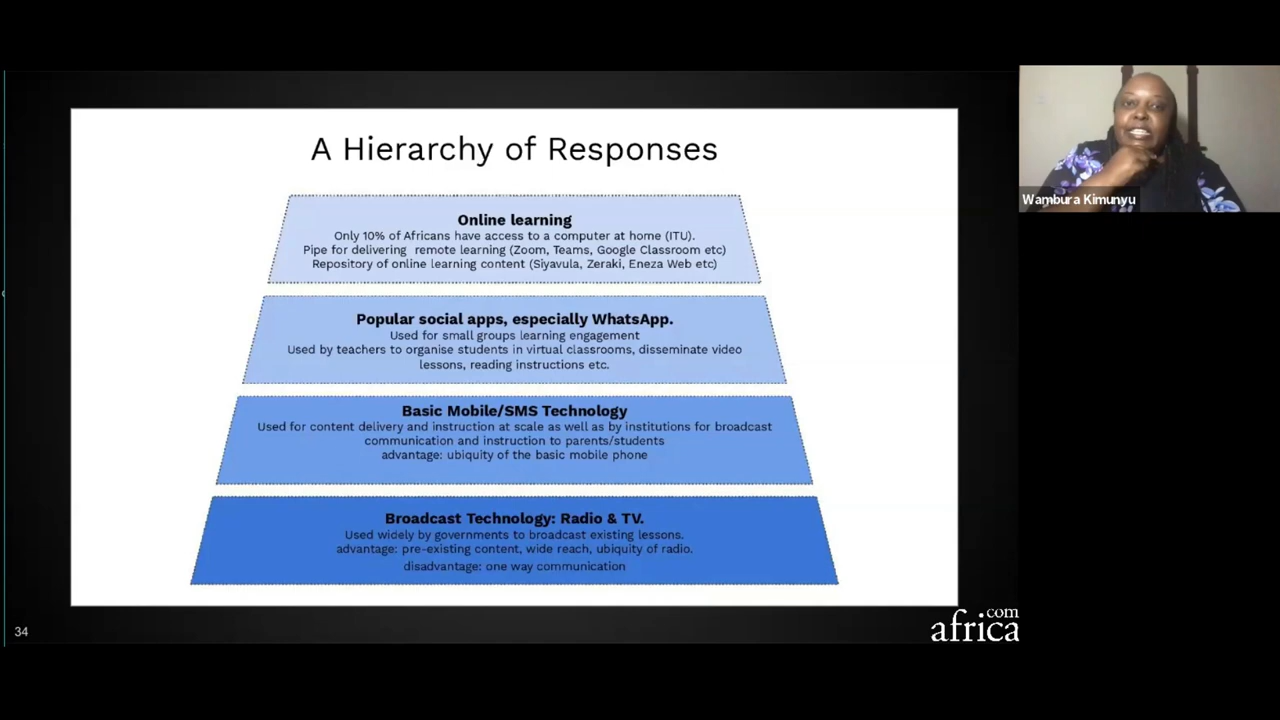 A Hierarchy of Responses
Online learning
Only 10% of Africans have access to a computer at home (ITU).
Pipe for delivering remote learning (Zoom, Teams, Google Classroom etc)
Repository of online learning content (Siyavula, Zeraki, Eneza Web etc)
Popular social apps, especially WhatsApp.
Used for small groups learning engagement
Used by teachers to organise students in virtual classrooms, disseminate video
lessons, reading instructions etc.
Basic Mobile/SMS Technology
Used for content delivery and instruction at scale as well as by institutions for broadcast
communication and instruction to parents/students
advantage: ubiquity of the basic mobile phone
Broadcast Technology: Radio & TV.
Used widely by governments to broadcast existing lessons.
advantage: pre-existing content, wide reach, ubiquity of radio.
disadvantage: one way communication
Wambura Kimunyu
34
com
africa